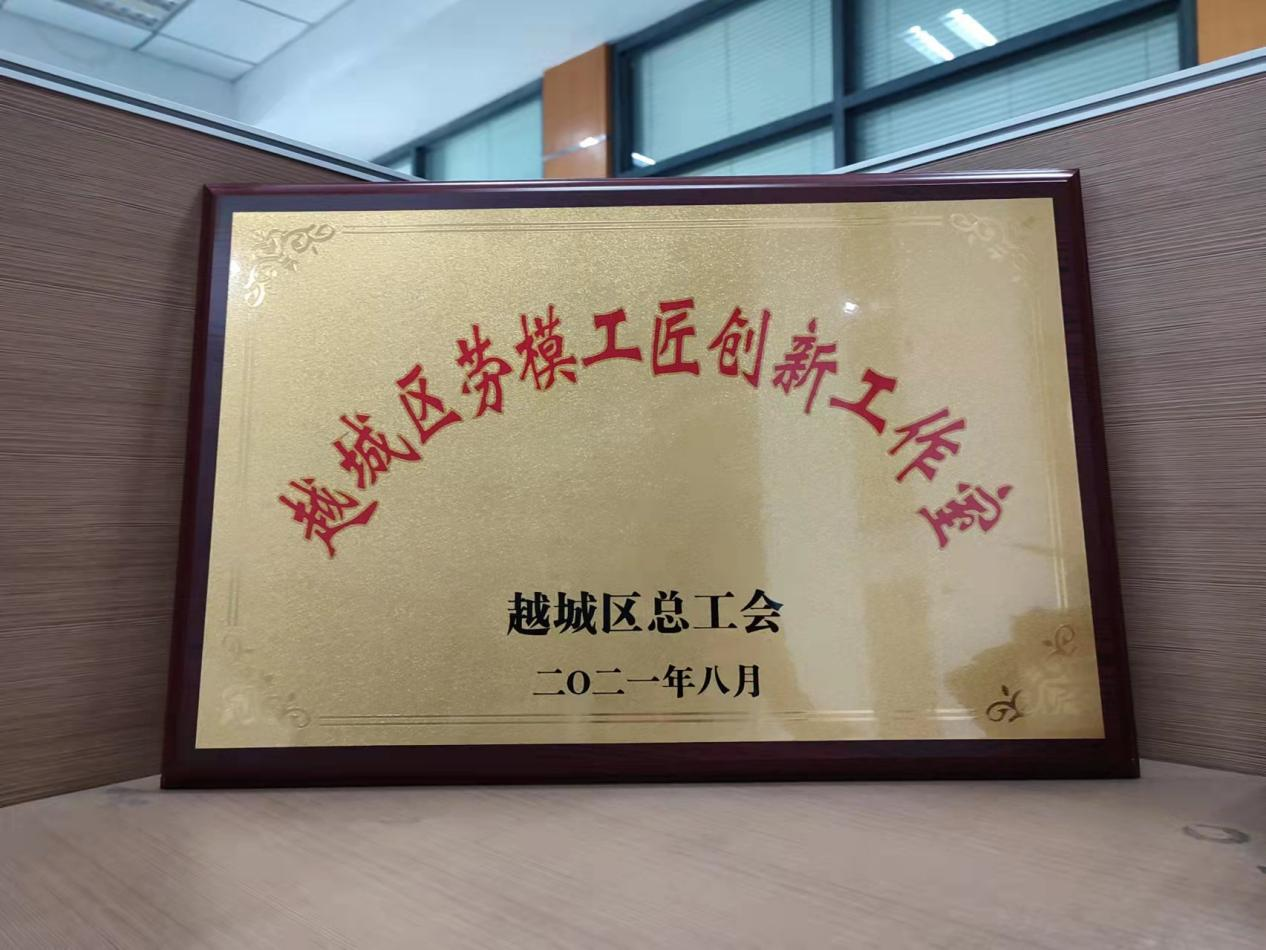 越城区劳模工匠创新工作室
越城区总工会
二O二一年八月